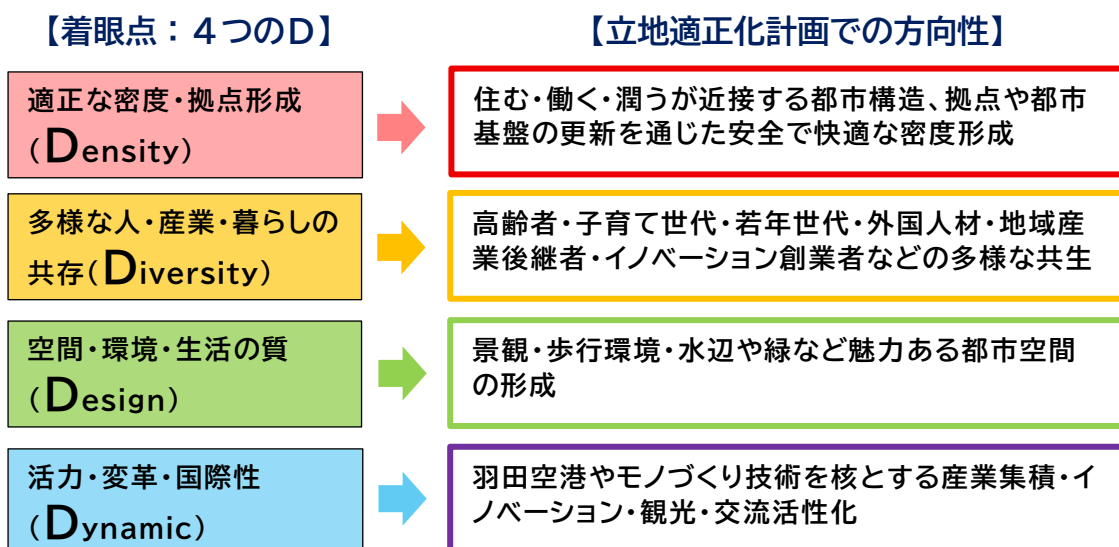 【着眼点：４つのD】
【立地適正化計画での方向性】
適正な密度・拠点形成
（Density）
住む・働く・潤うが近接する都市構造、拠点や都市
基盤の更新を通じた安全で快適な密度形成
多様な人・産業・暮らしの
共存（Diversity）
高齢者・子育て世代・若年世代・外国人材・地域産
業後継者・イノベーション創業者などの多様な共生
空間・環境・生活の質
（Design）
景観・歩行環境・水辺や緑など魅力ある都市空間
の形成
活力・変革・国際性
（Dynamic）
羽田空港やモノづくり技術を核とする産業集積・イ
ノベーション・観光・交流活性化